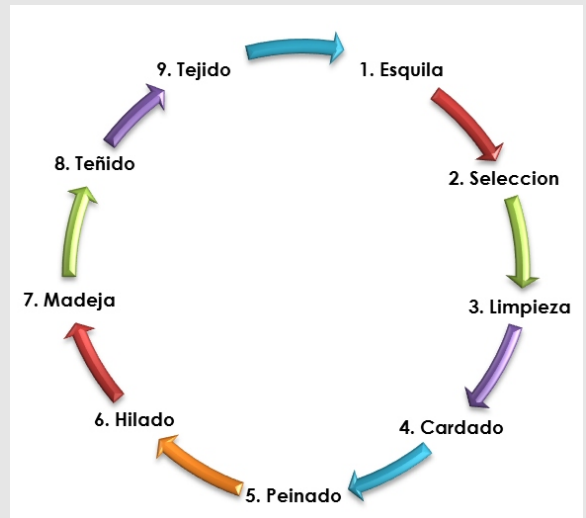 1. Esquila
2. Seleccion
3. Limpieza
4. Cardado
5. Peinado
6. Hilado
7. Madeja
8. Teñido
9. Tejido